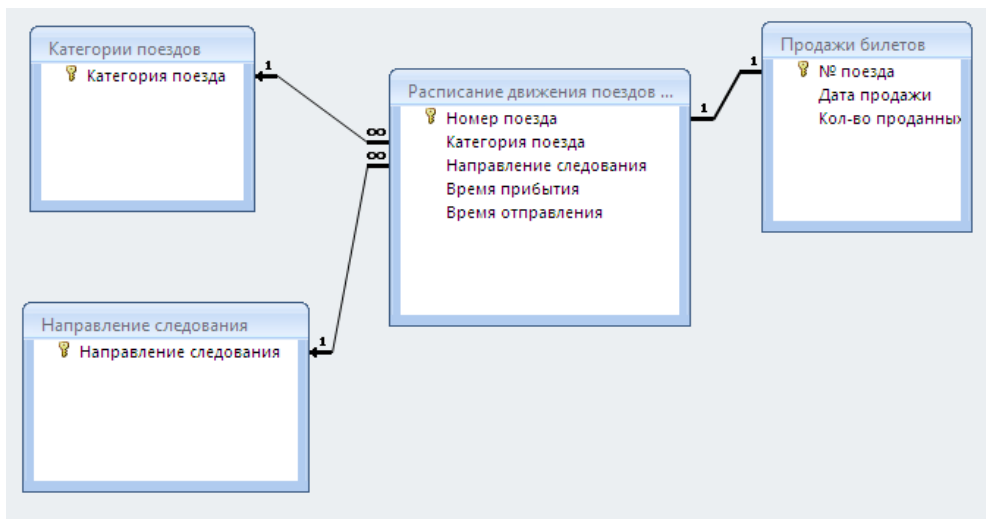 Категории поездов
Категория поезда
1
∞
∞
Расписание движения поездов ...
Номер поезда
Категория поезда
Направление следования
Время прибытия
Время отправления
1
1
Продажи билетов
№ поезда
Дата продажи
Кол-во проданных
Направление следования
Направление следования
1